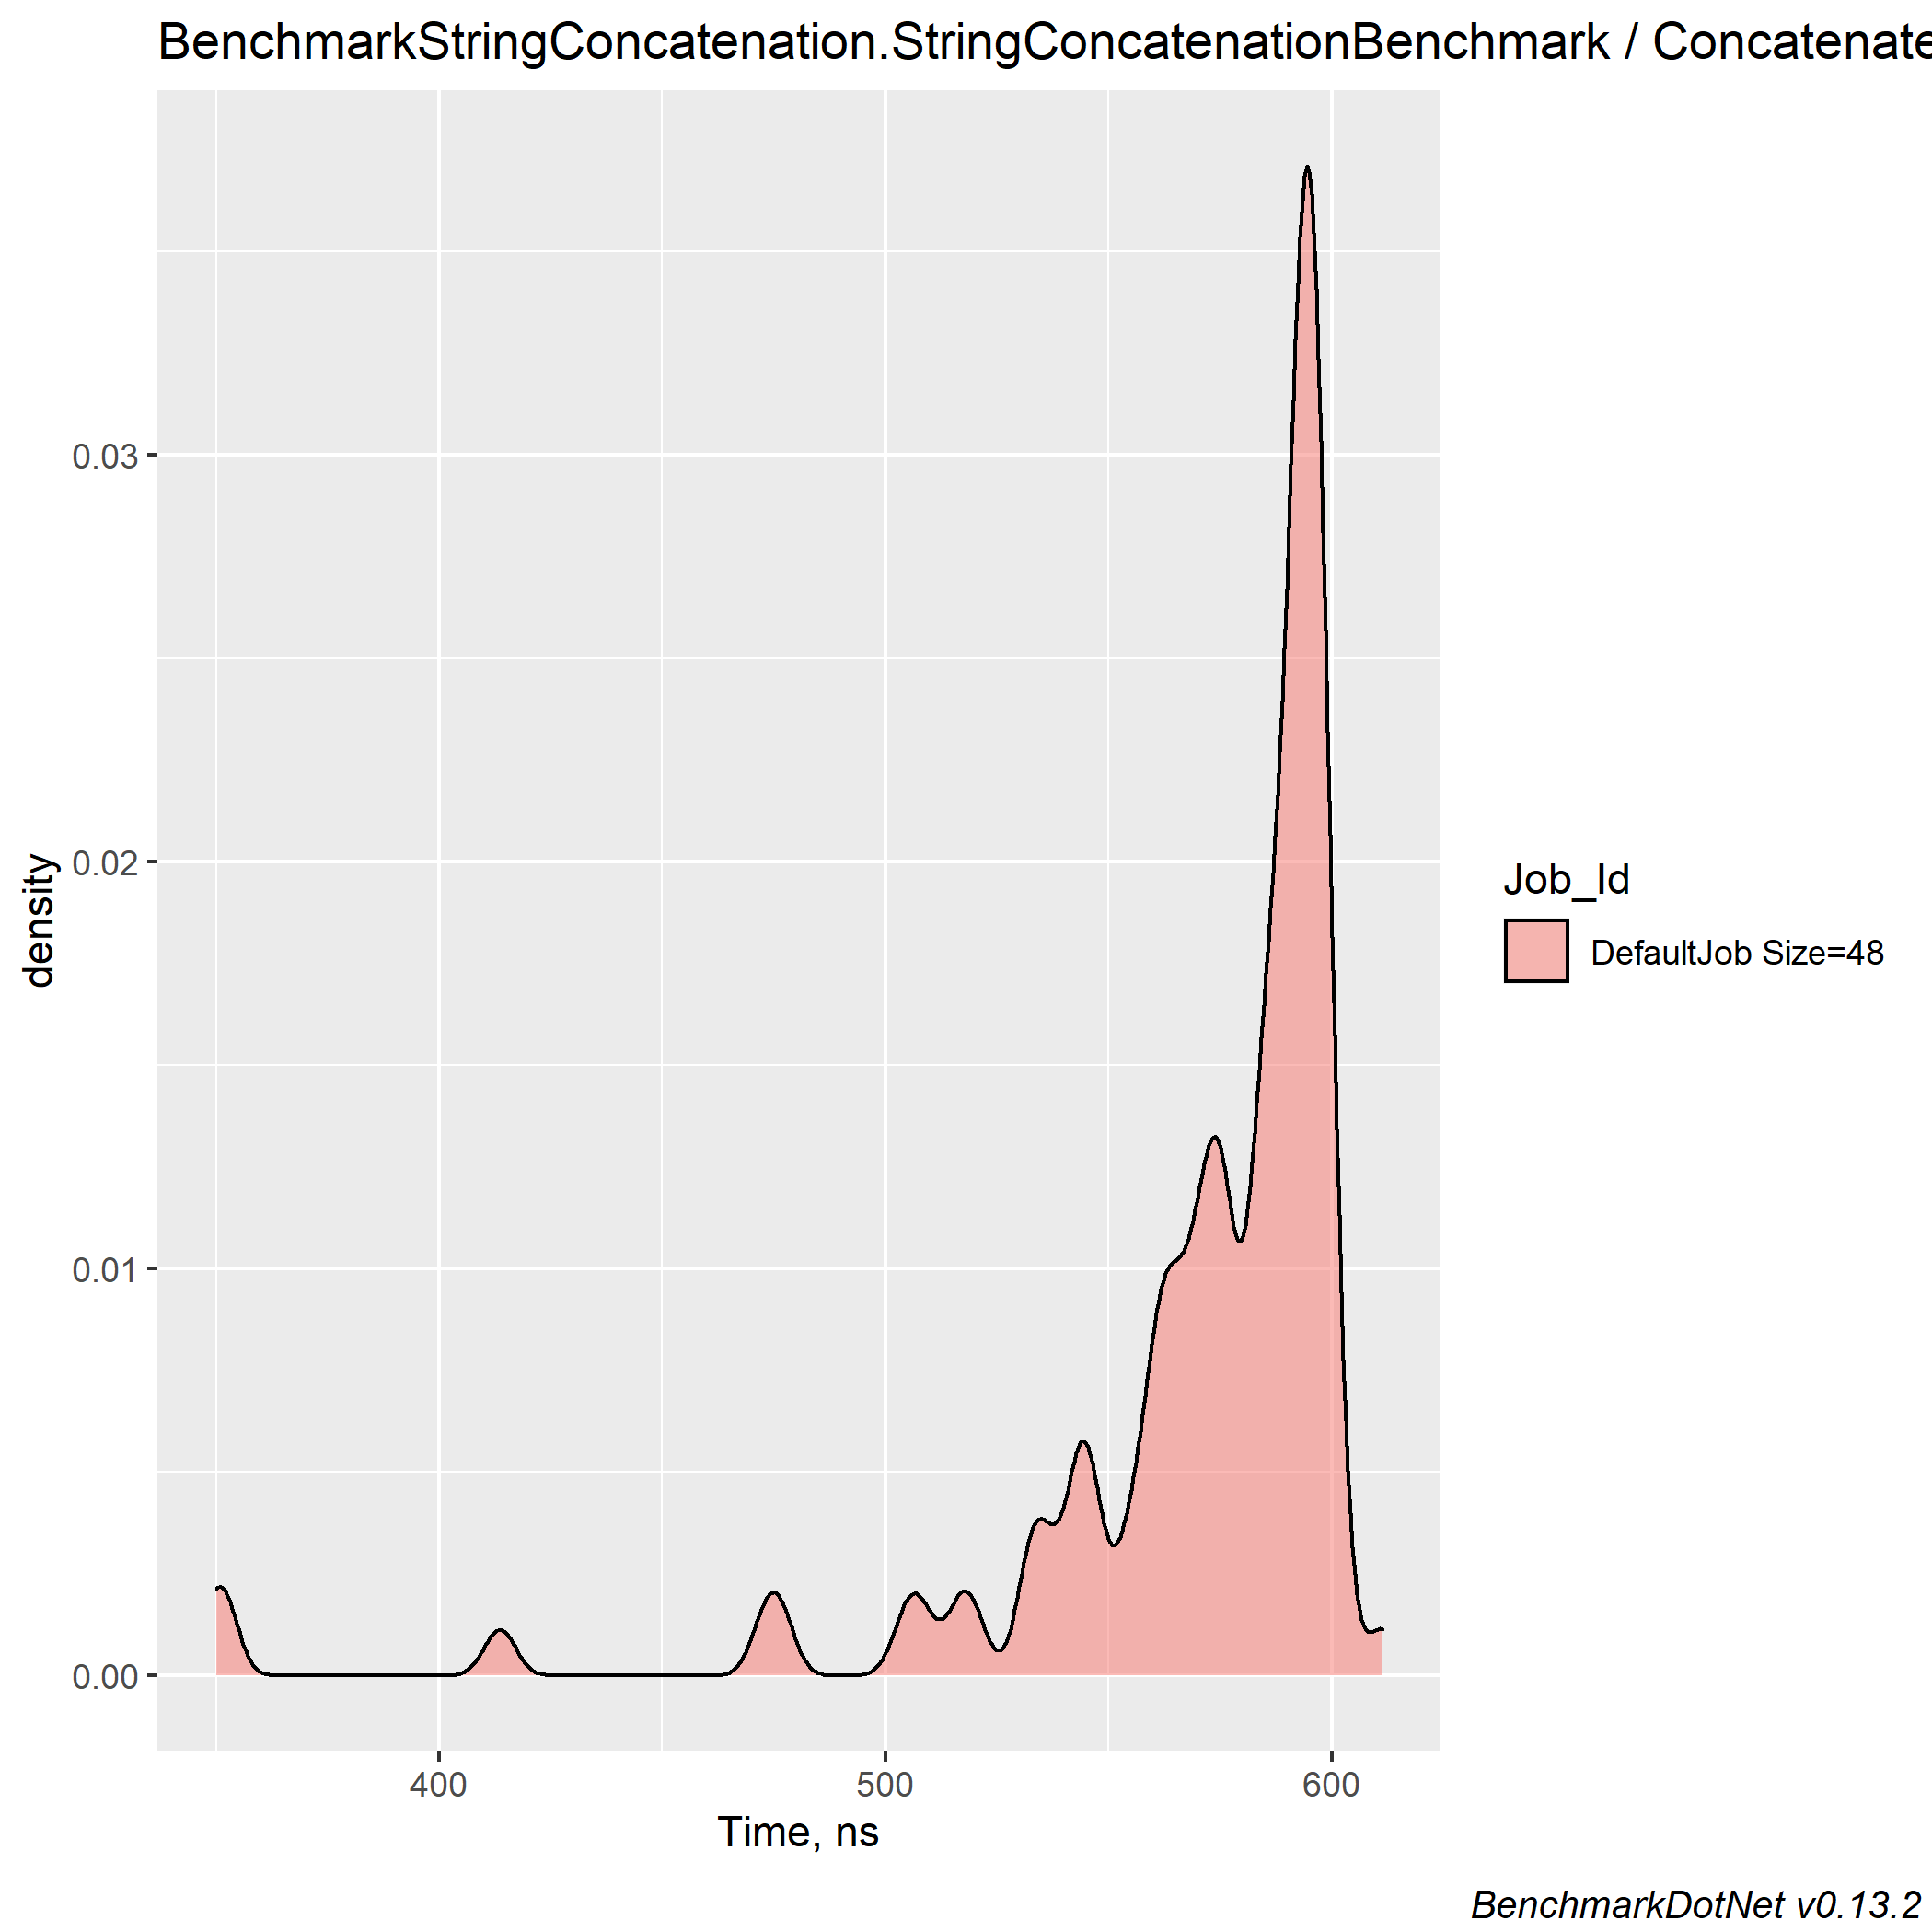 BenchmarkStringConcatenation.StringConcatenationBenchmark / Concatenate
density
0.03
0.02
0.01
0.00
400 500 600
Time, ns
Job_Id
DefaultJob Size=48
BenchmarkDotNet v0.13.2